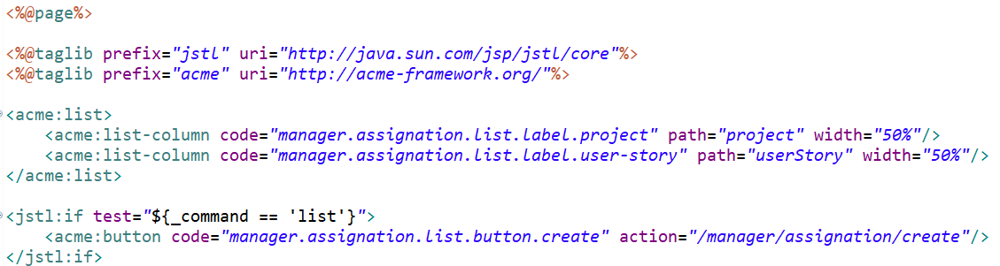 <%@page%>
<%@taglib prefix="jstl" uri="http://java.sun.com/jsp/jstl/core"%>
<%@taglib prefix="acme" uri="http://acme-framework.org/"%>
<acme:list>
    <acme:list-column code="manager.assignation.list.label.project" path="project" width="50%"/>
    <acme:list-column code="manager.assignation.list.label.user-story" path="userStory" width="50%"/>
</acme:list>
<jstl:if test="${_command == 'list'}">
    <acme:button code="manager.assignation.list.button.create" action="/manager/assignation/create"/>
</jstl:if>